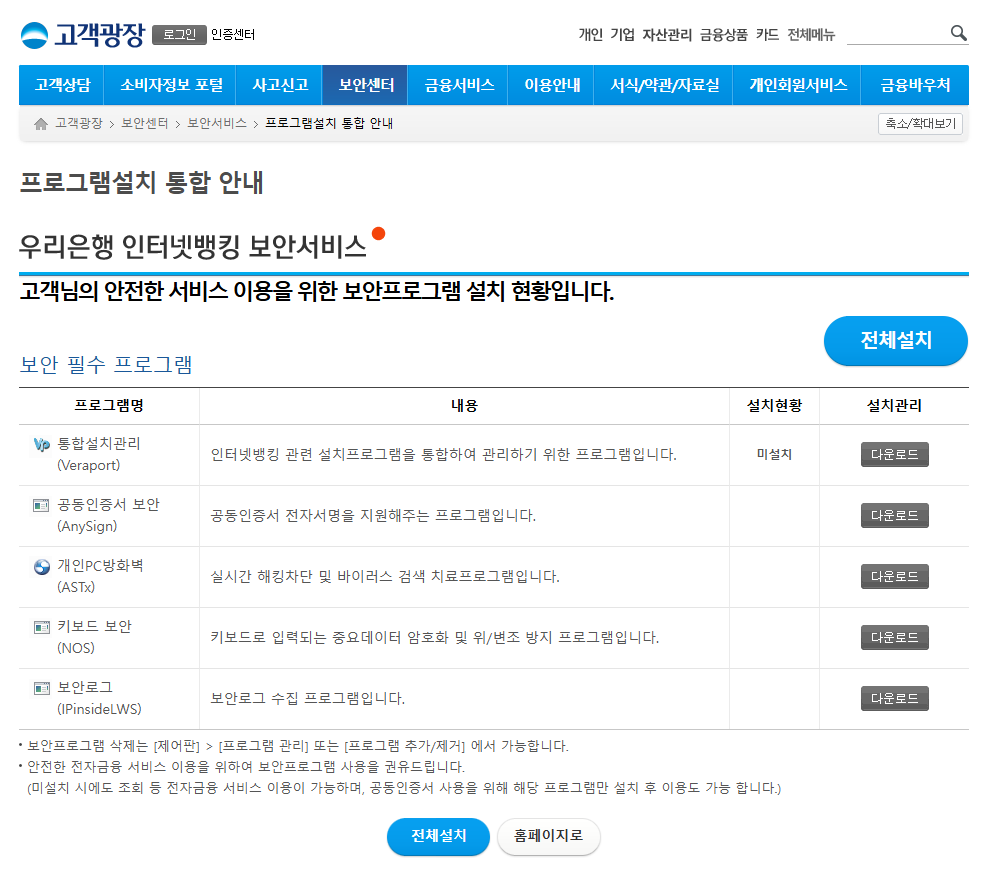 고객광장 로그인 인증센터 개인 기업 자산관리 금융상품 카드 전체메뉴
고객상담 소비자정보 포털 사고신고 보안센터 금융서비스 이용안내 서식/약관/자료실 개인회원서비스 금융바우처
고객광장 > 보안센터 > 보안서비스 > 프로그램설치 통합 안내 축소/확대보기
프로그램설치 통합 안내
우리은행 인터넷뱅킹 보안서비스
고객님의 안전한 서비스 이용을 위한 보안프로그램 설치 현황입니다.
전체설치
보안 필수 프로그램
프로그램명 내용 설치현황 설치관리
통합설치관리
(Veraport)
인터넷뱅킹 관련 설치프로그램을 통합하여 관리하기 위한 프로그램입니다. 미설치 다운로드
공동인증서 보안
(AnySign)
공동인증서 전자서명을 지원해주는 프로그램입니다. 다운로드
개인PC방화벽
(ASTx)
실시간 해킹차단 및 바이러스 검색 치료프로그램입니다. 다운로드
키보드 보안
(NOS)
키보드로 입력되는 중요데이터 암호화 및 위/변조 방지 프로그램입니다. 다운로드
보안로그
(IPinsideLWS)
보안로그 수집 프로그램입니다. 다운로드
• 보안프로그램 삭제는 [제어판] > [프로그램 관리] 또는 [프로그램 추가/제거] 에서 가능합니다.
• 안전한 전자금융 서비스 이용을 위하여 보안프로그램 사용을 권유드립니다.
(미설치 시에도 조회 등 전자금융 서비스 이용이 가능하며, 공동인증서 사용을 위해 해당 프로그램만 설치 후 이용도 가능 합니다.)
전체설치 홈페이지로